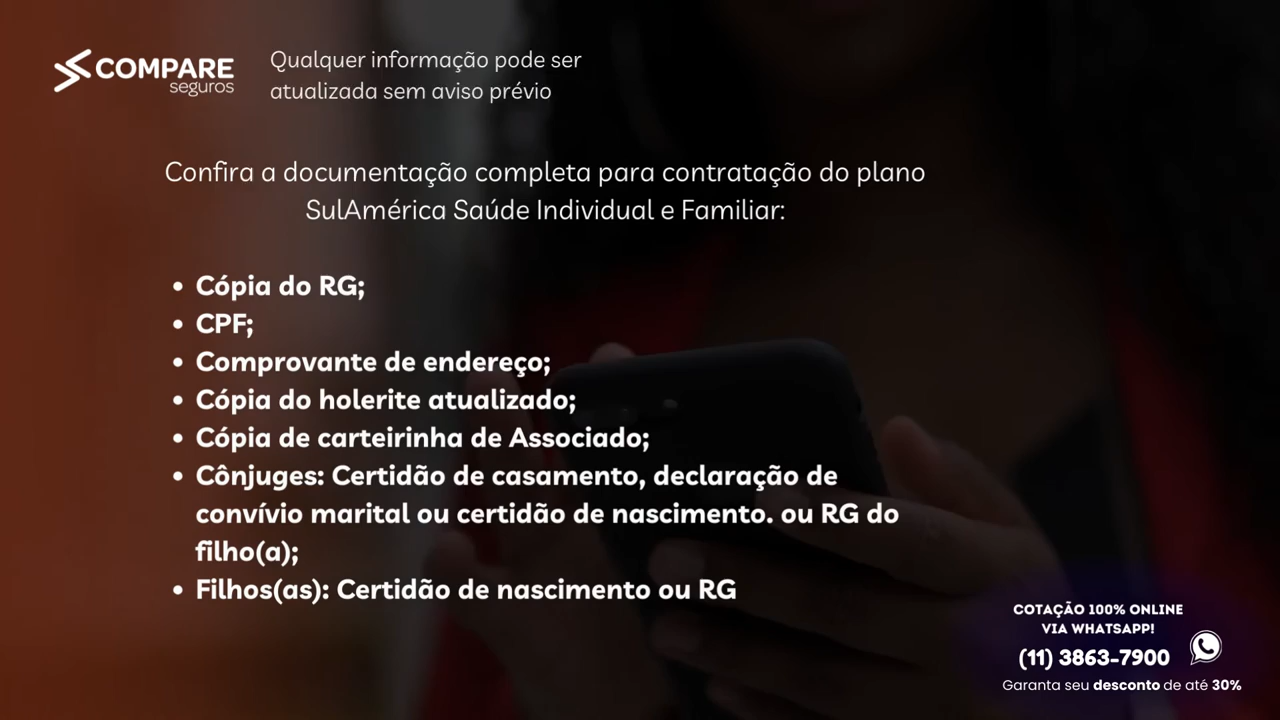 COMPARE
seguros
Qualquer informação pode ser
atualizada sem aviso prévio
Confira a documentação completa para contratação do plano
SulAmérica Saúde Individual e Familiar:
• Cópia do RG;
• CPF;
• Comprovante de endereço;
• Cópia do holerite atualizado;
• Cópia de carteirinha de Associado;
• Cônjuges: Certidão de casamento, declaração de
convívio marital ou certidão de nascimento. ou RG do
filho(a);
• Filhos(as): Certidão de nascimento ou RG
COTAÇÃO 100% ONLINE
VIA WHATSAPP!
(11) 3863-7900
Garanta seu desconto de até 30%